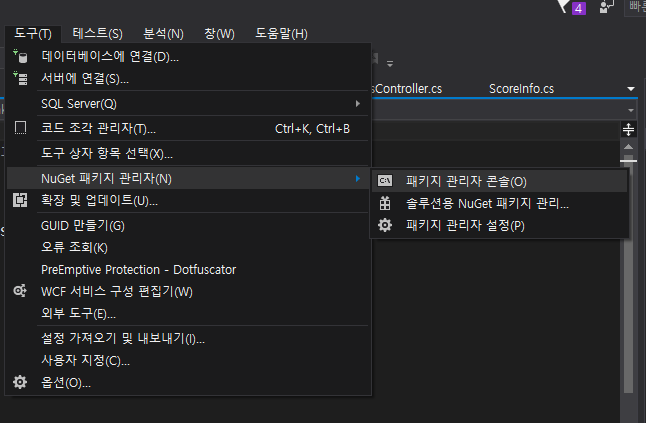 4
빠른
도구(T) 테스트(S) 분석(N) 창(W) 도움말(H)
데이터베이스에 연결(D)...
서버에 연결(S)...
sController.cs ScoreInfo.cs
SQL Server(Q)
코드 조각 관리자(T)... Ctrl+K, Ctrl+B
도구 상자 항목 선택(X)...
NuGet 패키지 관리자(N)
C:\ 패키지 관리자 콘솔(O)
확장 및 업데이트(U)...
솔루션용 NuGet 패키지 관리...
GUID 만들기(G)
패키지 관리자 설정(P)
오류 조회(K)
PreEmptive Protection - Dotfuscator
WCF 서비스 구성 편집기(W)
외부 도구(E)...
설정 가져오기 및 내보내기(I)...
사용자 지정(C)...
옵션(O)...